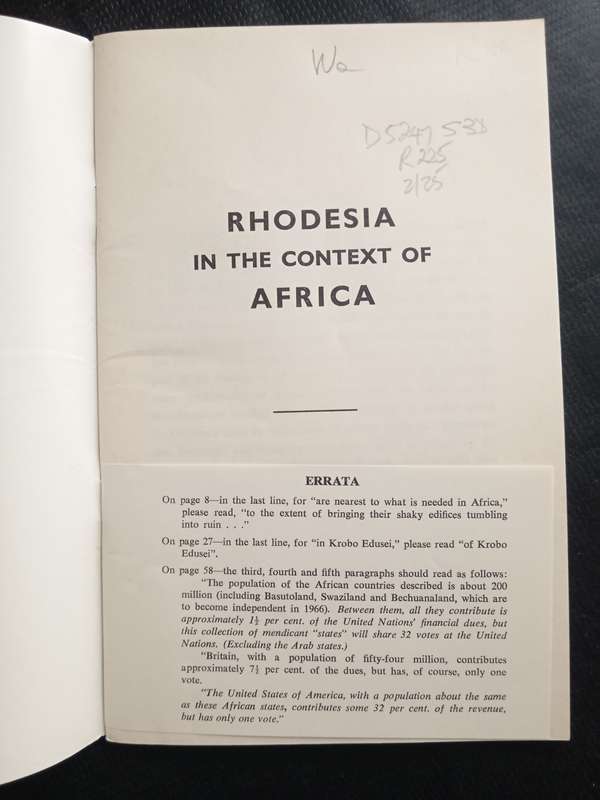 Wa
D5247 538
R 225
2/25
RHODESIA
IN THE CONTEXT OF
AFRICA
ERRATA
On page 8—in the last line, for “are nearest to what is needed in Africa,”
please read, “to the extent of bringing their shaky edifices tumbling
into ruin . . .”
On page 27—in the last line, for “in Krobo Edusei,” please read “of Krobo
Edusei”.
On page 58—the third, fourth and fifth paragraphs should read as follows:
“The population of the African countries described is about 200
million (including Basutoland, Swaziland and Bechuanaland, which are
to become independent in 1966). Between them, all they contribute is
approximately 1½ per cent. of the United Nations’ financial dues, but
this collection of mendicant “states” will share 32 votes at the United
Nations. (Excluding the Arab states.)
“Britain, with a population of fifty-four million, contributes
approximately 7½ per cent. of the dues, but has, of course, only one
vote.
“The United States of America, with a population about the same
as these African states, contributes some 32 per cent. of the revenue,
but has only one vote.”